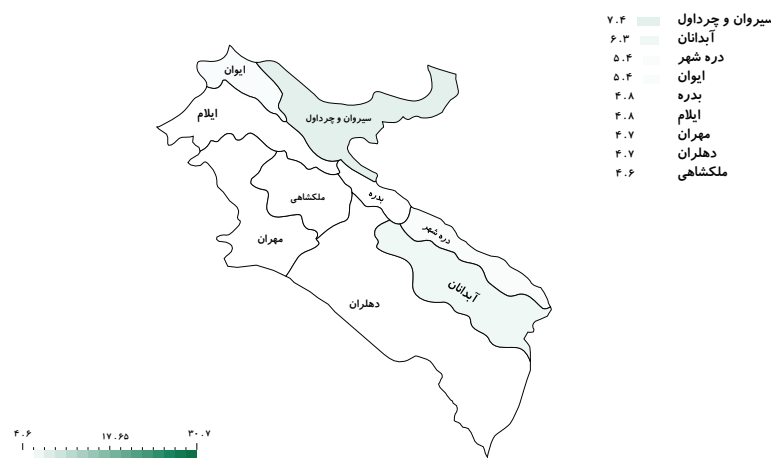 سیروان و چرداول ۷.۴
آبدانان ۶.۳
دره شهر ۵.۴
ایوان ۵.۴
بدره ۴.۸
ایلام ۴.۸
مهران ۴.۷
دهلران ۴.۷
ملکشاهی ۴.۶
ایوان
ایلام
سیروان و چرداول
ملکشاهی
بدره
مهران
دره شهر
آبدانان
دهلران
۴.۶ ۱۷.۶۵ ۳۰.۷